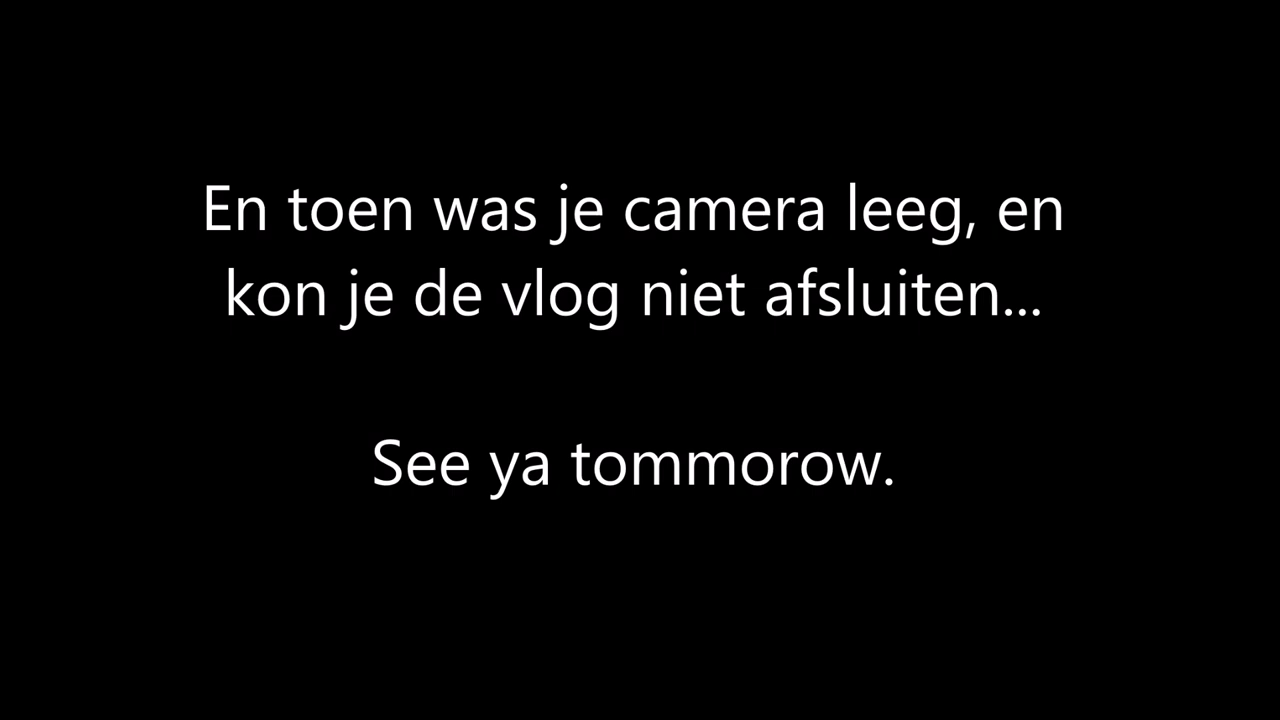 En toen was je camera leeg, en
kon je de vlog niet afsluiten...
See ya tommorow.